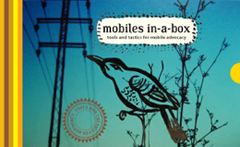 mobiles in-a-box
tools and tactics for mobile advocacy